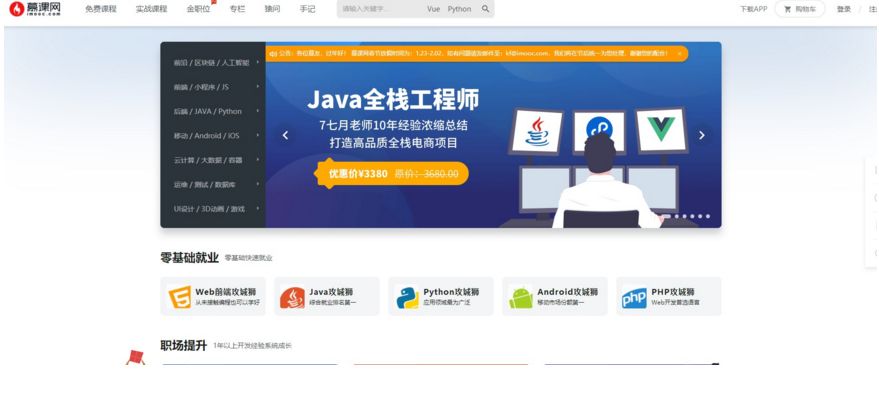 慕课网
imooc.com
免费课程 实战课程 金职位 专栏 猿问 手记 请输入关键字... Vue Python 下载APP 购物车 登录 / 注
公告：各位慕友，过年好！慕课网春节放假时间为：1.23-2.02，如有问题请发邮件至：kf@imooc.com，我们将在节后统一为您处理，谢谢您的配合！ ×
前沿 / 区块链 / 人工智能
前端 / 小程序 / JS
后端 / JAVA / Python
移动 / Android / iOS
云计算 / 大数据 / 容器
运维 / 测试 / 数据库
UI设计 / 3D动画 / 游戏
Java全栈工程师
7七月老师10年经验浓缩总结
打造高品质全栈电商项目
优惠价¥3380 原价：3680.00
零基础就业 零基础快速就业
Web前端攻城狮
从未接触编程也可以学好
Java攻城狮
综合就业排名第一
Python攻城狮
应用领域最为广泛
Android攻城狮
移动市场份额第一
php
PHP攻城狮
Web开发首选语言
职场提升 1年以上开发经验系统成长